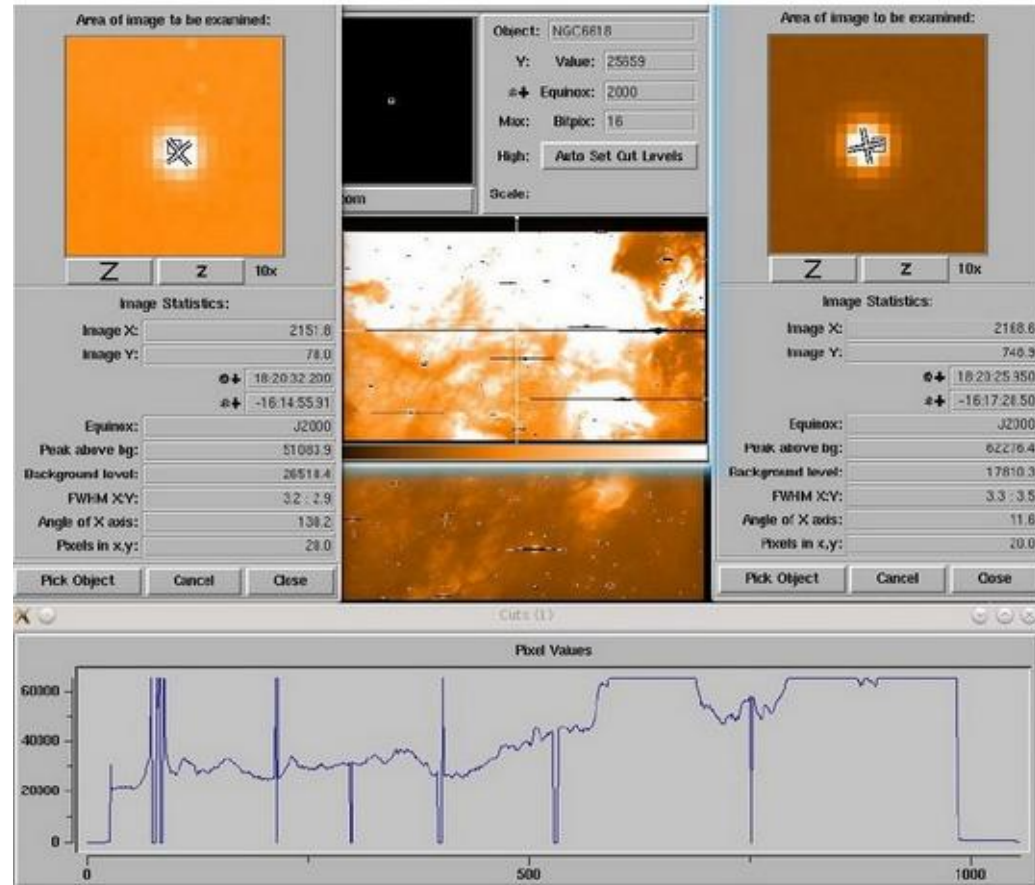 Area of image to be examined:
Z z 10x
Image Statistics:
Image X: 2151.8
Image Y: 78.0
18:20:32.200
-16:14:55.91
Equinox: J2000
Peak above bg: 51083.9
Background level: 26518.4
FWHM X:Y: 3.2 : 2.9
Angle of X axis: 138.2
Pixels in x,y: 20.0
Pick Object Cancel Close
Object: NGC6618
Y: Value: 25659
Equinox: 2000
Max: Bitpix: 16
High: Auto Set Cut Levels
Scale:
om
Area of image to be examined:
Z z 10x
Image Statistics:
Image X: 2168.6
Image Y: 740.9
18:20:25.950
-16:17:28.50
Equinox: J2000
Peak above bg: 62276.4
Background level: 17810.3
FWHM X:Y: 3.3 : 3.5
Angle of X axis: 11.6
Pixels in x,y: 20.0
Pick Object Cancel Close
Cuts (1)
Pixel Values
60000
40000
20000
0
0 500 1000